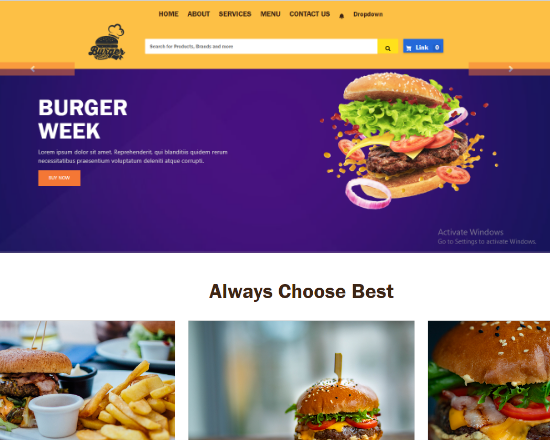 HOME ABOUT SERVICES MENU CONTACT US Dropdown
Burger
Search for Products, Brands and more
Link 0
BURGER
WEEK
Lorem ipsum dolor sit amet. Reprehenderit, qui blanditiis quidem rerum
necessitatibus praesentium voluptatum deleniti atque corrupti.
BUY NOW
Activate Windows
Go to Settings to activate Windows.
Always Choose Best